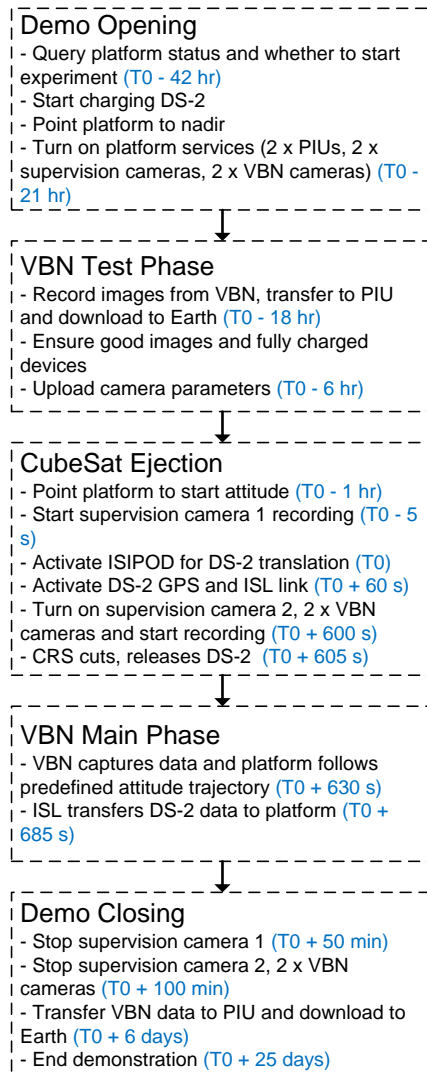 Demo Opening
- Query platform status and whether to start
experiment (T0 - 42 hr)
- Start charging DS-2
- Point platform to nadir
- Turn on platform services (2 x PIUs, 2 x
supervision cameras, 2 x VBN cameras) (T0 -
21 hr)
VBN Test Phase
- Record images from VBN, transfer to PIU
and download to Earth (T0 - 18 hr)
- Ensure good images and fully charged
devices
- Upload camera parameters (T0 - 6 hr)
CubeSat Ejection
- Point platform to start attitude (T0 - 1 hr)
- Start supervision camera 1 recording (T0 - 5
s)
- Activate ISIPOD for DS-2 translation (T0)
- Activate DS-2 GPS and ISL link (T0 + 60 s)
- Turn on supervision camera 2, 2 x VBN
cameras and start recording (T0 + 600 s)
- CRS cuts, releases DS-2 (T0 + 605 s)
VBN Main Phase
- VBN captures data and platform follows
predefined attitude trajectory (T0 + 630 s)
- ISL transfers DS-2 data to platform (T0 +
685 s)
Demo Closing
- Stop supervision camera 1 (T0 + 50 min)
- Stop supervision camera 2, 2 x VBN
cameras (T0 + 100 min)
- Transfer VBN data to PIU and download to
Earth (T0 + 6 days)
- End demonstration (T0 + 25 days)